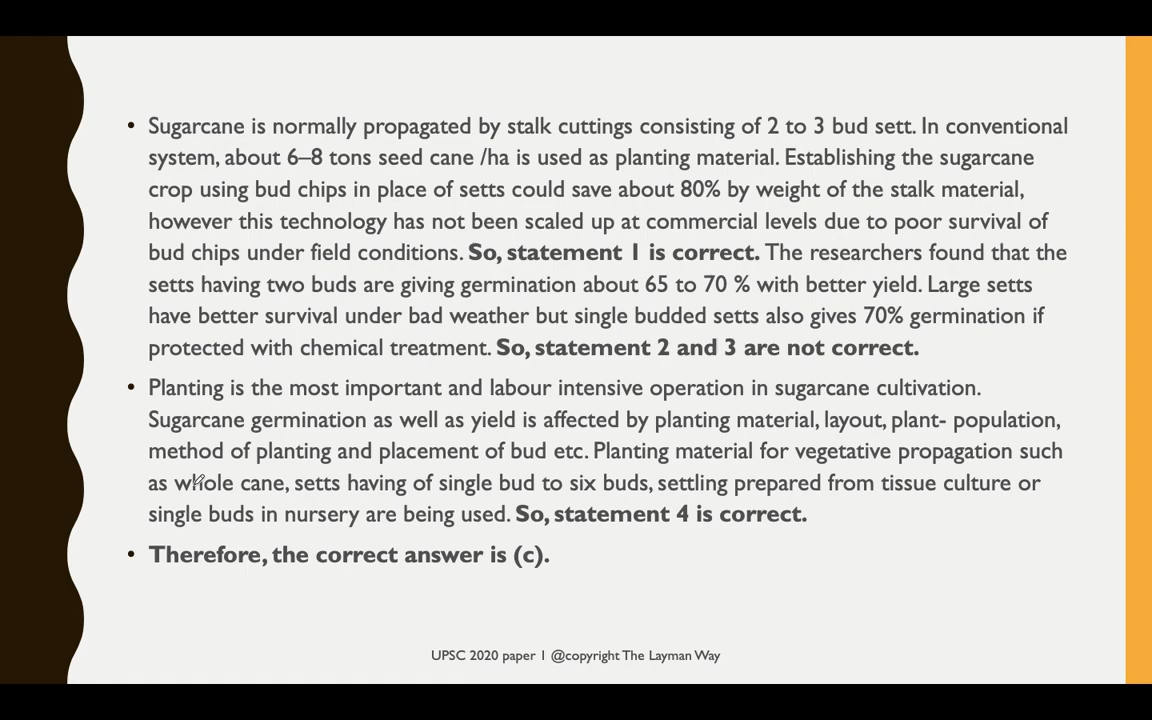 • Sugarcane is normally propagated by stalk cuttings consisting of 2 to 3 bud sett. In conventional
system, about 6–8 tons seed cane /ha is used as planting material. Establishing the sugarcane
crop using bud chips in place of setts could save about 80% by weight of the stalk material,
however this technology has not been scaled up at commercial levels due to poor survival of
bud chips under field conditions. So, statement 1 is correct. The researchers found that the
setts having two buds are giving germination about 65 to 70 % with better yield. Large setts
have better survival under bad weather but single budded setts also gives 70% germination if
protected with chemical treatment. So, statement 2 and 3 are not correct.
• Planting is the most important and labour intensive operation in sugarcane cultivation.
Sugarcane germination as well as yield is affected by planting material, layout, plant- population,
method of planting and placement of bud etc. Planting material for vegetative propagation such
as whole cane, setts having of single bud to six buds, settling prepared from tissue culture or
single buds in nursery are being used. So, statement 4 is correct.
• Therefore, the correct answer is (c).
UPSC 2020 paper 1 @copyright The Layman Way